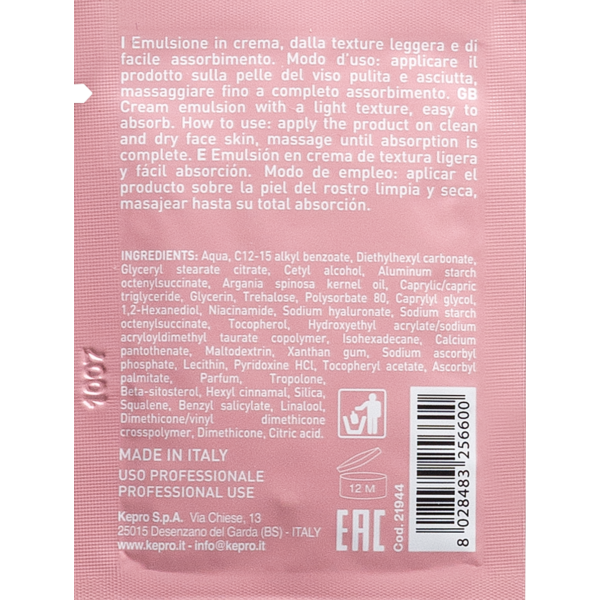 I Emulsione in crema, dalla texture leggera e di
facile assorbimento. Modo d'uso: applicare il
prodotto sulla pelle del viso pulita e asciutta,
massaggiare fino a completo assorbimento. GB
Cream emulsion with a light texture, easy to
absorb. How to use: apply the product on clean
and dry face skin, massage until absorption is
complete. E Emulsión en crema de textura ligera
y fácil absorción. Modo de empleo: aplicar el
producto sobre la piel del rostro limpia y seca,
masajear hasta su total absorción.
INGREDIENTS: Aqua, C12-15 alkyl benzoate, Diethylhexyl carbonate,
Glyceryl stearate citrate, Cetyl alcohol, Aluminum starch
octenylsuccinate, Argania spinosa kernel oil, Caprylic/capric
triglyceride, Glycerin, Trehalose, Polysorbate 80, Caprylyl glycol,
1,2-Hexanediol, Niacinamide, Sodium hyaluronate, Sodium starch
octenylsuccinate, Tocopherol, Hydroxyethyl acrylate/sodium
acryloyldimethyl taurate copolymer, Isohexadecane, Calcium
pantothenate, Maltodextrin, Xanthan gum, Sodium ascorbyl
phosphate, Lecithin, Pyridoxine HCl, Tocopheryl acetate, Ascorbyl
palmitate, Parfum, Tropolone,
Beta-sitosterol, Hexyl cinnamal, Silica,
Squalene, Benzyl salicylate, Linalool,
Dimethicone/vinyl dimethicone
crosspolymer, Dimethicone, Citric acid.
MADE IN ITALY
USO PROFESSIONALE
PROFESSIONAL USE
Kepro S.p.A. Via Chiese, 13
25015 Desenzano del Garda (BS) - ITALY
www.kepro.it - info@kepro.it
12 M
EAC
Cod. 21944
8 028483 256600
1007